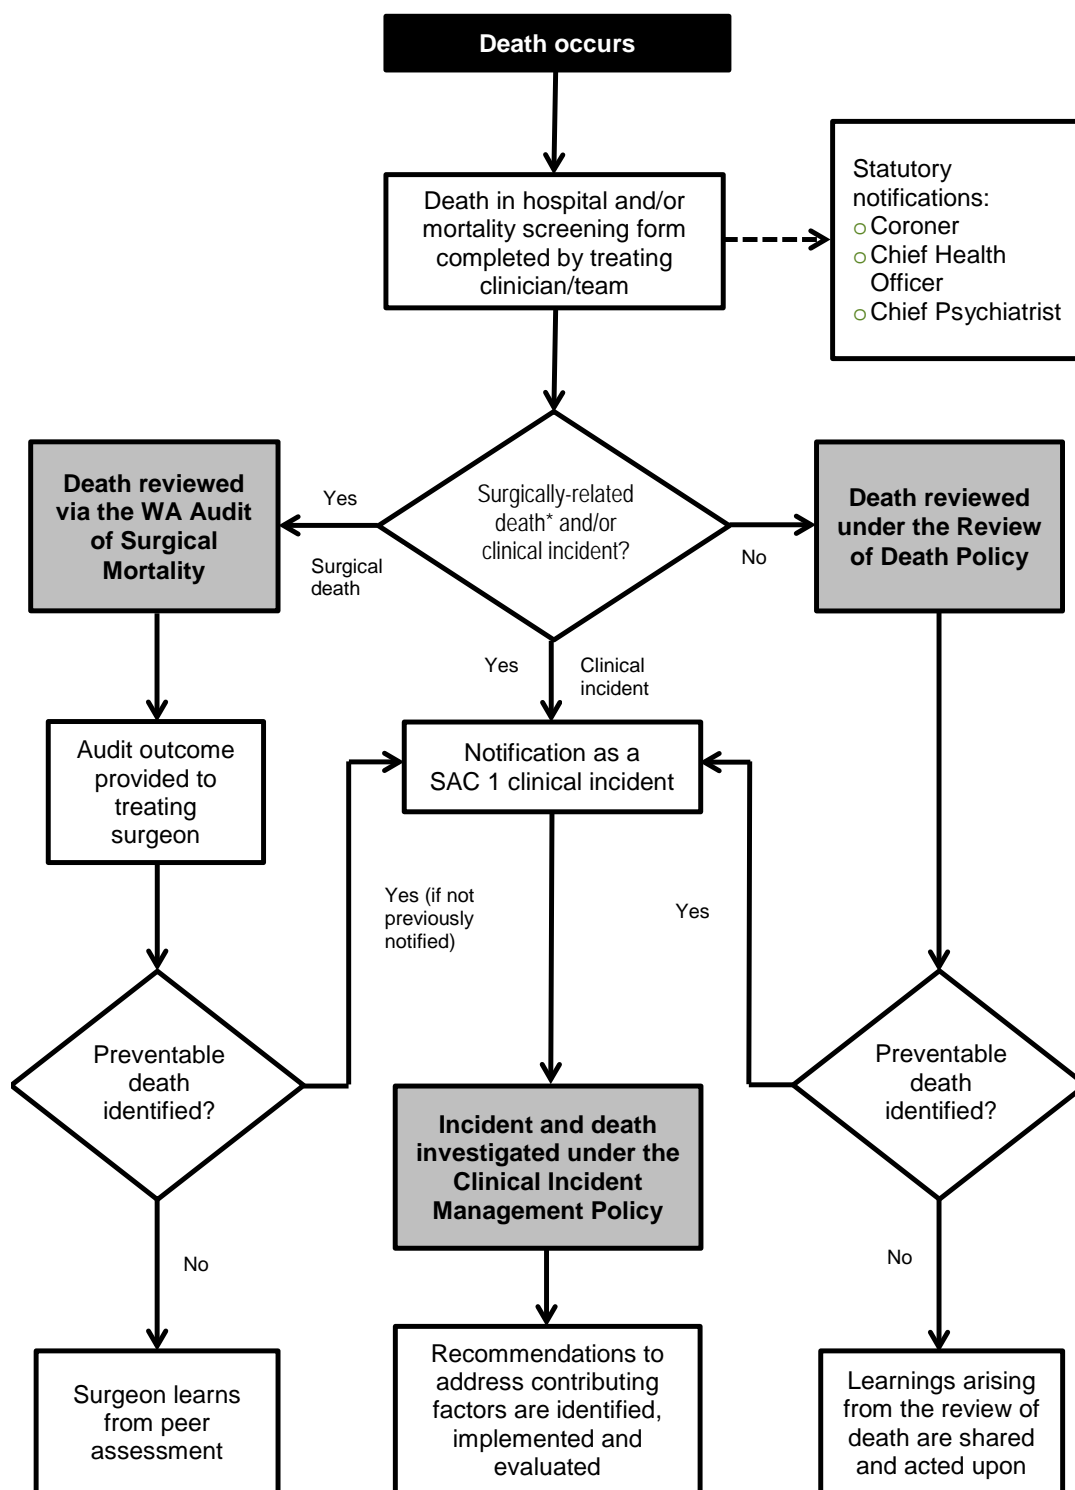 Death occurs
Death in hospital and/or
mortality screening form
completed by treating
clinician/team
Statutory
notifications:
o Coroner
o Chief Health
Officer
o Chief Psychiatrist
Surgically-related
death* and/or
clinical incident?
Yes
Surgical
death
No
Death reviewed
via the WA Audit
of Surgical
Mortality
Death reviewed
under the Review
of Death Policy
Yes
Clinical
incident
Audit outcome
provided to
treating
surgeon
Notification as a
SAC 1 clinical incident
Yes (if not
previously
notified)
Yes
Preventable
death
identified?
Incident and death
investigated under the
Clinical Incident
Management Policy
Preventable
death
identified?
No
No
Surgeon learns
from peer
assessment
Recommendations to
address contributing
factors are identified,
implemented and
evaluated
Learnings arising
from the review of
death are shared
and acted upon